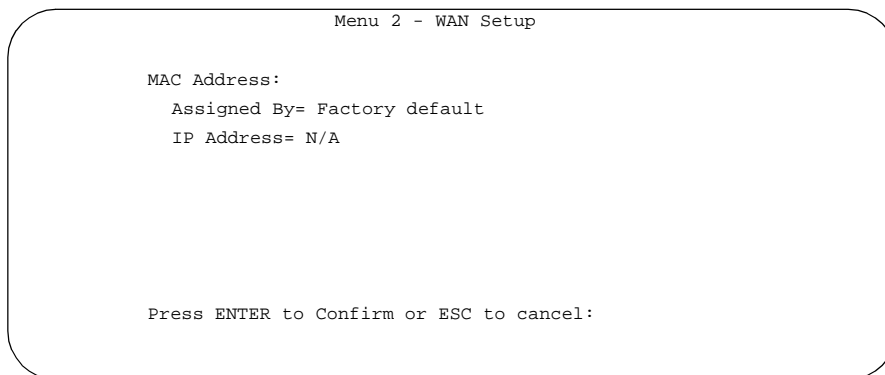 Menu 2 - WAN Setup
MAC Address:
Assigned By= Factory default
IP Address= N/A
Press ENTER to Confirm or ESC to cancel: